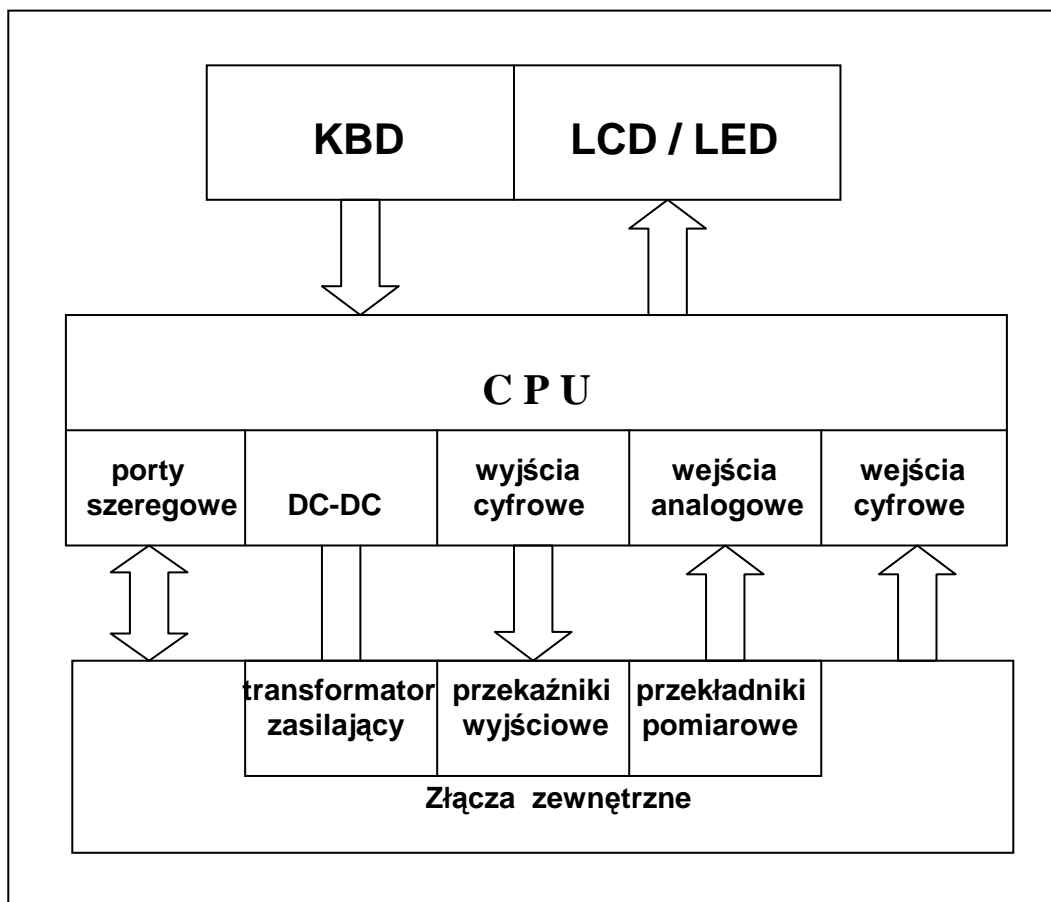 KBD
LCD / LED
C P U
porty
szeregowe
DC-DC
wyjścia
cyfrowe
wejścia
analogowe
wejścia
cyfrowe
transformator
zasilający
przekaźniki
wyjściowe
przekładniki
pomiarowe
Złącza zewnętrzne